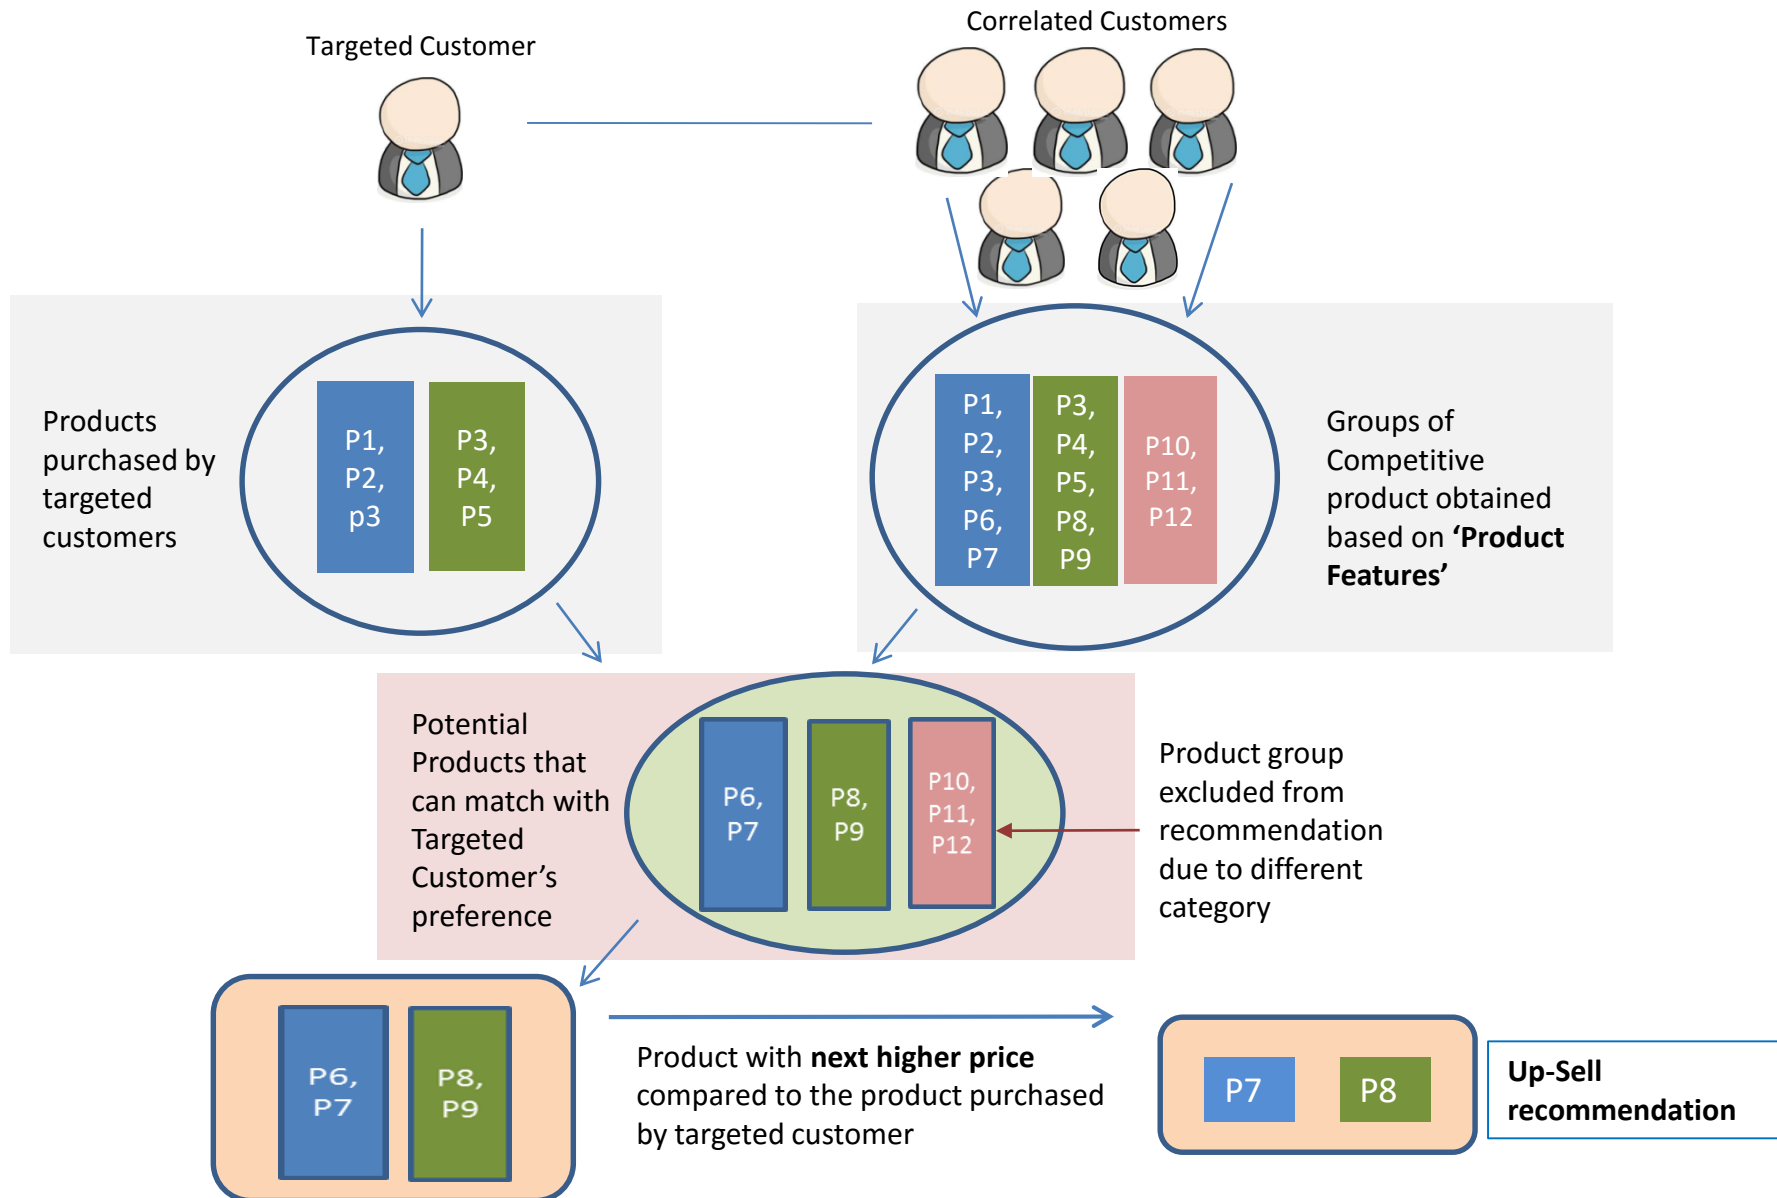 Targeted Customer
Correlated Customers
Products
purchased by
targeted
customers
P1,
P2,
p3
P3,
P4,
P5
P1,
P2,
P3,
P6,
P7
P3,
P4,
P5,
P8,
P9
P10,
P11,
P12
Groups of
Competitive
product obtained
based on ‘Product
Features’
Potential
Products that
can match with
Targeted
Customer’s
preference
P6,
P7
P8,
P9
P10,
P11,
P12
Product group
excluded from
recommendation
due to different
category
P6,
P7
P8,
P9
Product with next higher price
compared to the product purchased
by targeted customer
P7
P8
Up-Sell
recommendation